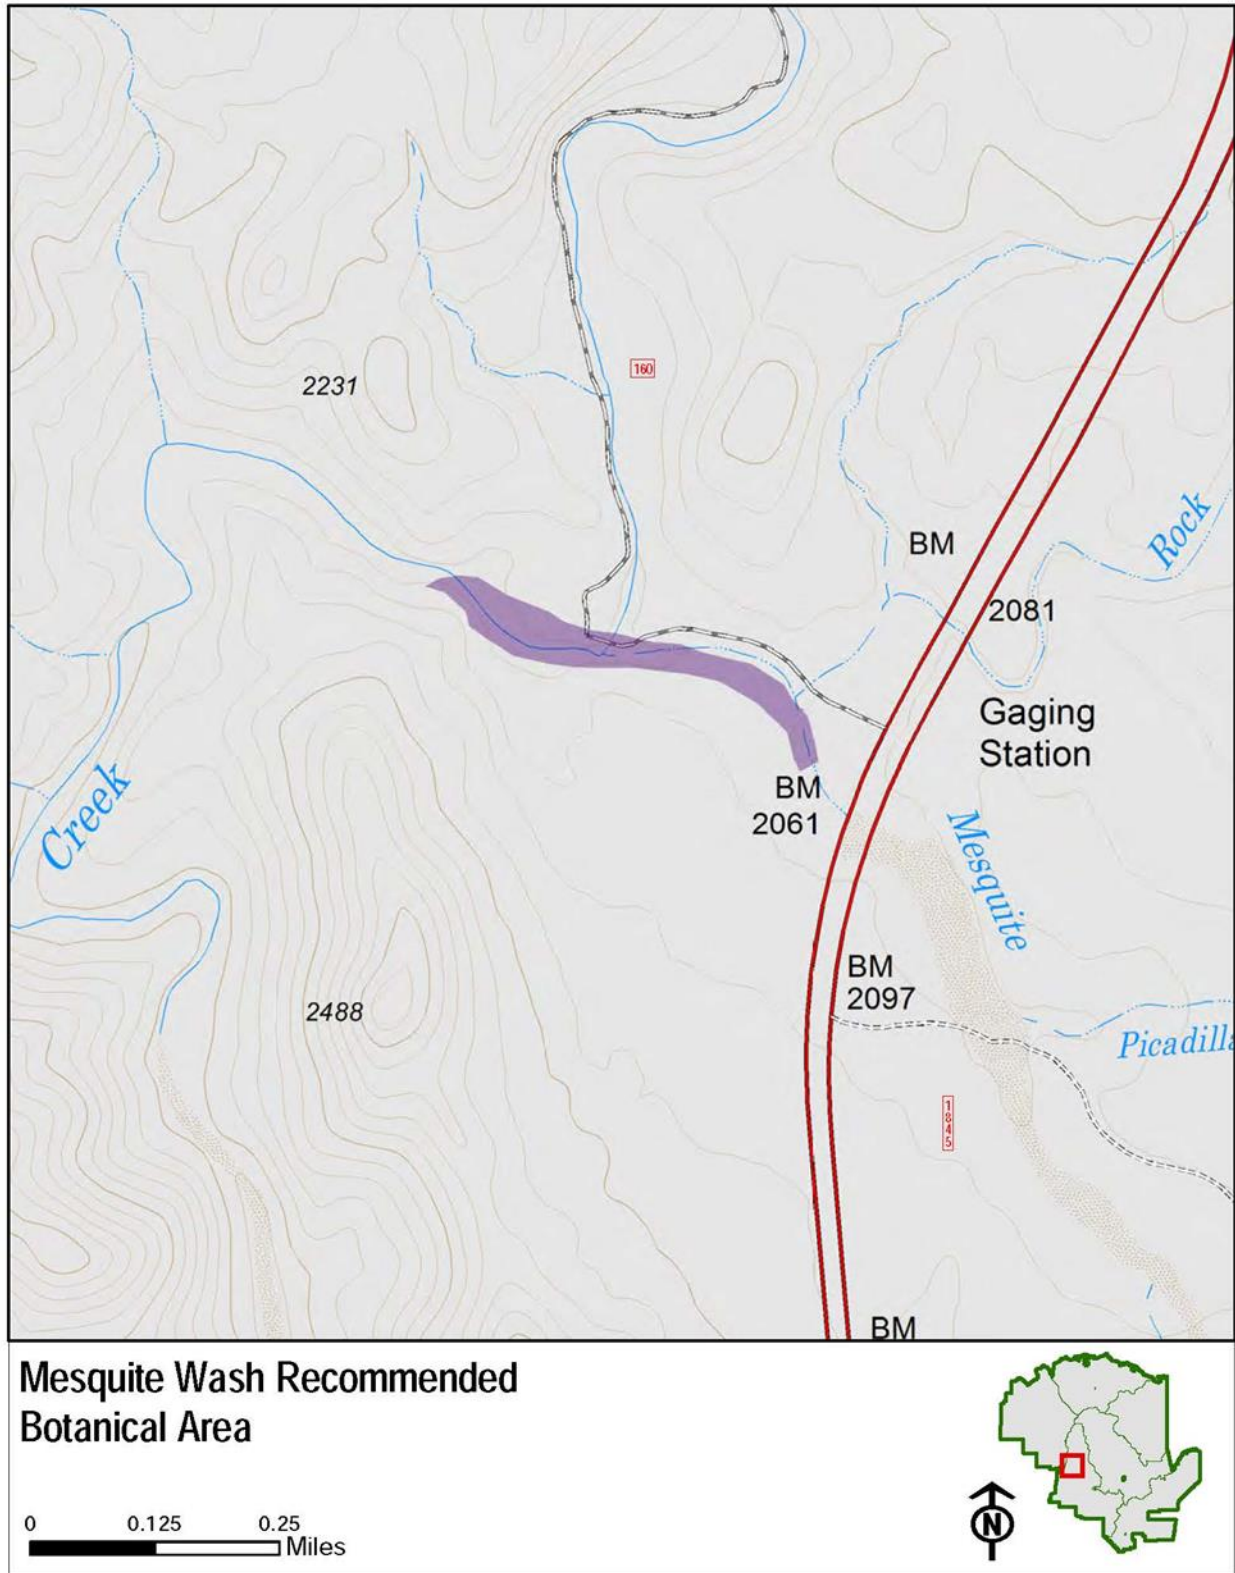 160
2231
BM
Rock
2081
Gaging
Station
BM
2061
Creek
Mesquite
BM
2097
2488
Picadilla
1845
BM
Mesquite Wash Recommended
Botanical Area
0 0.125 0.25
Miles
N